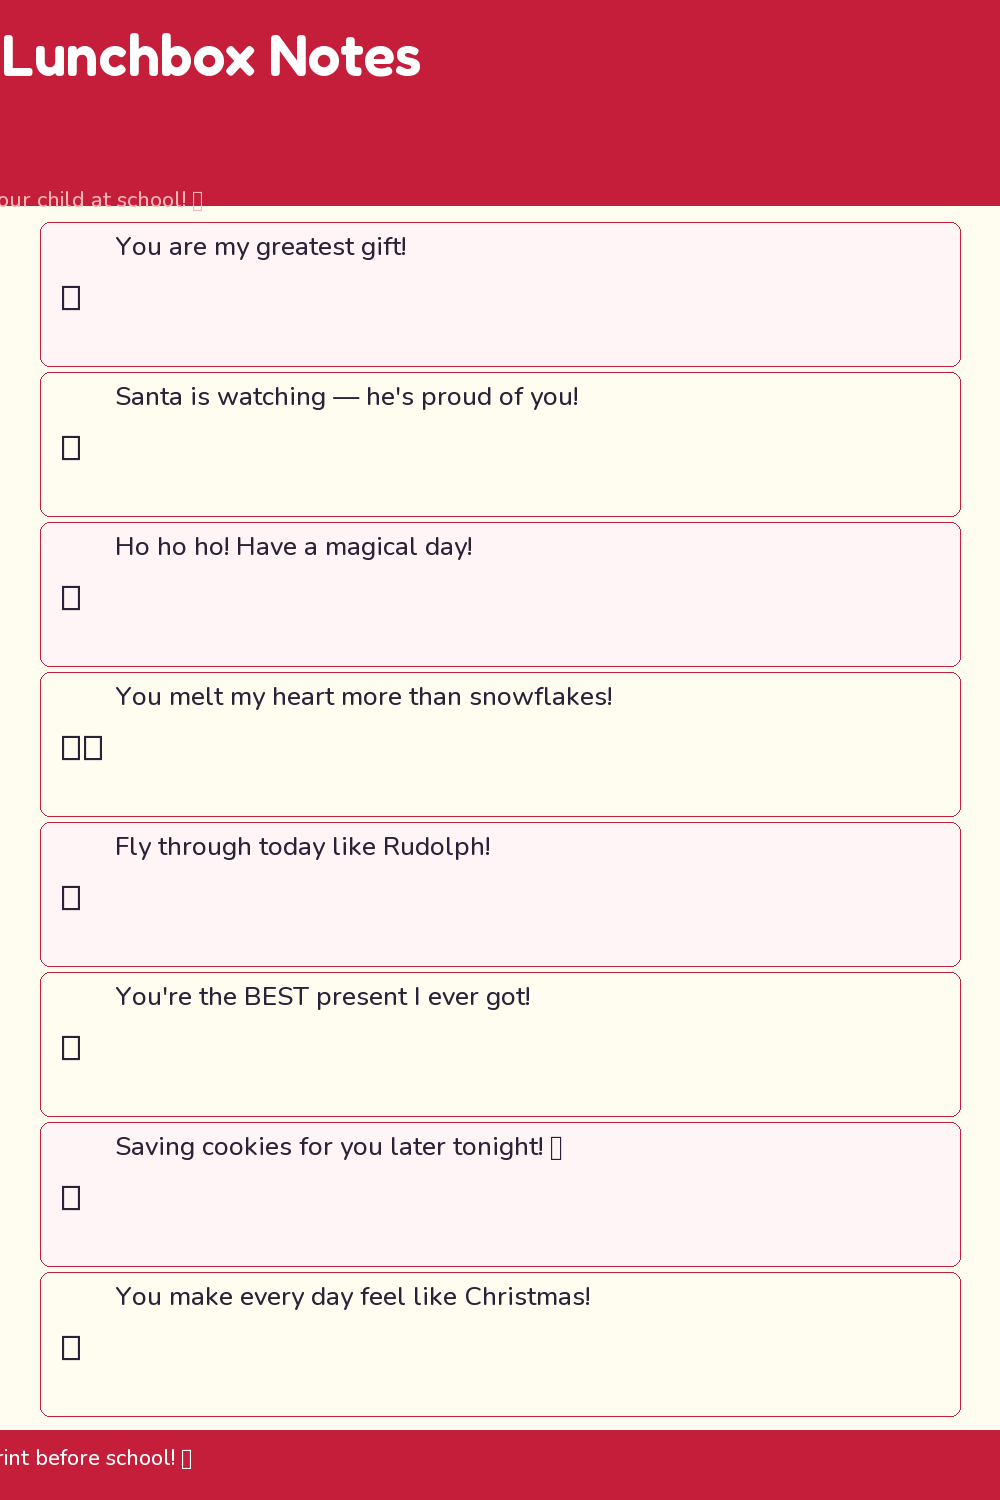 Lunchbox Notes
our child at school!
You are my greatest gift!
Santa is watching — he's proud of you!
Ho ho ho! Have a magical day!
You melt my heart more than snowflakes!
Fly through today like Rudolph!
You're the BEST present I ever got!
Saving cookies for you later tonight!
You make every day feel like Christmas!
rint before school!